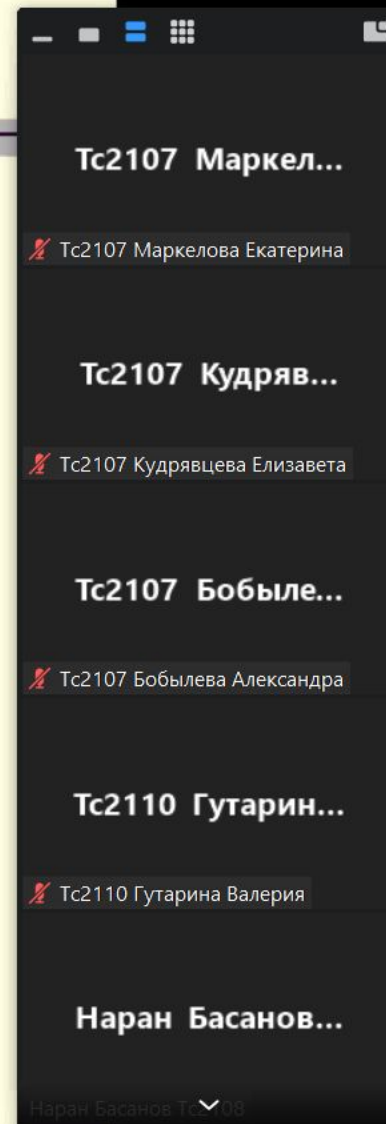 Тс2107 Маркел...
Тс2107 Маркелова Екатерина
Тс2107 Кудряв...
Тс2107 Кудрявцева Елизавета
Тс2107 Бобыле...
Тс2107 Бобылева Александра
Тс2110 Гутарин...
Тс2110 Гутарина Валерия
Наран Басанов...
Наран Басанов Тс2108